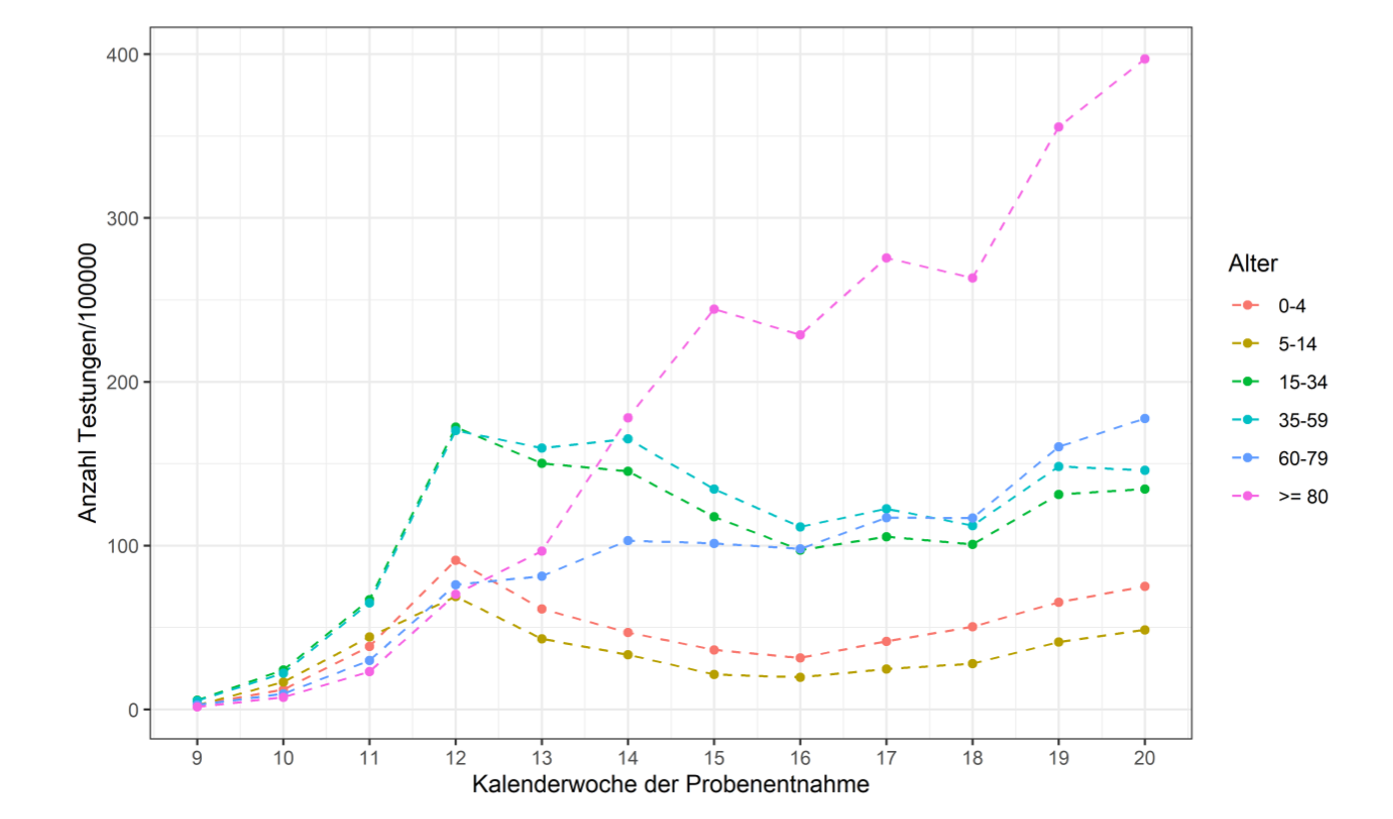 400
300
200
100
0
Anzahl Testungen/100000
9 10 11 12 13 14 15 16 17 18 19 20
Kalenderwoche der Probenentnahme
Alter
0-4
5-14
15-34
35-59
60-79
>= 80